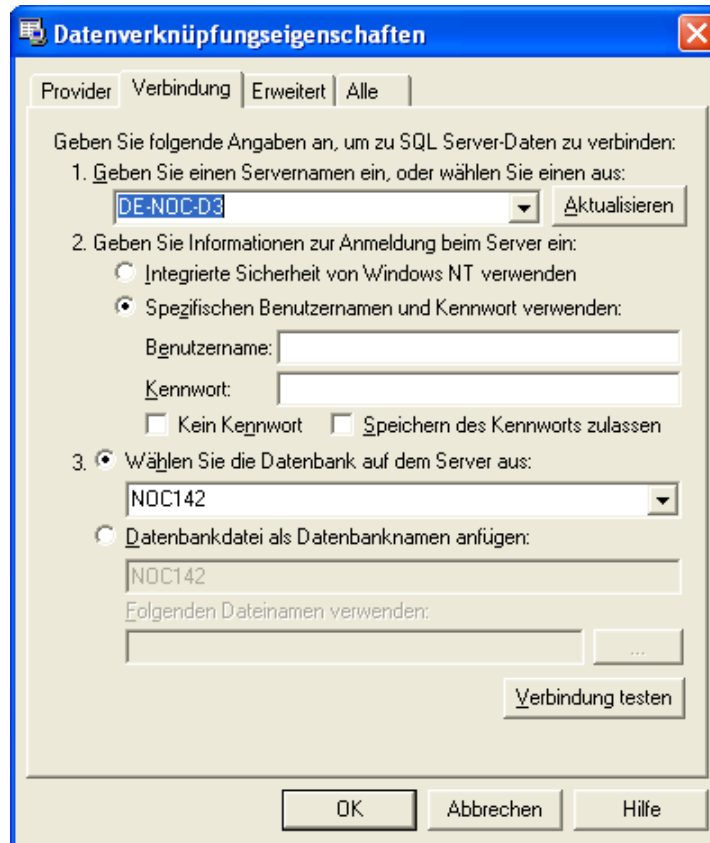 Datenverknüpfungseigenschaften
Provider Verbindung Erweitert Alle
Geben Sie folgende Angaben an, um zu SQL Server-Daten zu verbinden:
1. Geben Sie einen Servernamen ein, oder wählen Sie einen aus:
DE-NOC-D3 Aktualisieren
2. Geben Sie Informationen zur Anmeldung beim Server ein:
Integrierte Sicherheit von Windows NT verwenden
Spezifischen Benutzernamen und Kennwort verwenden:
Benutzername:
Kennwort:
Kein Kennwort Speichern des Kennworts zulassen
3. Wählen Sie die Datenbank auf dem Server aus:
NOC142
Datenbankdatei als Datenbanknamen anfügen:
NOC142
Folgenden Dateinamen verwenden:
...
Verbindung testen
OK Abbrechen Hilfe